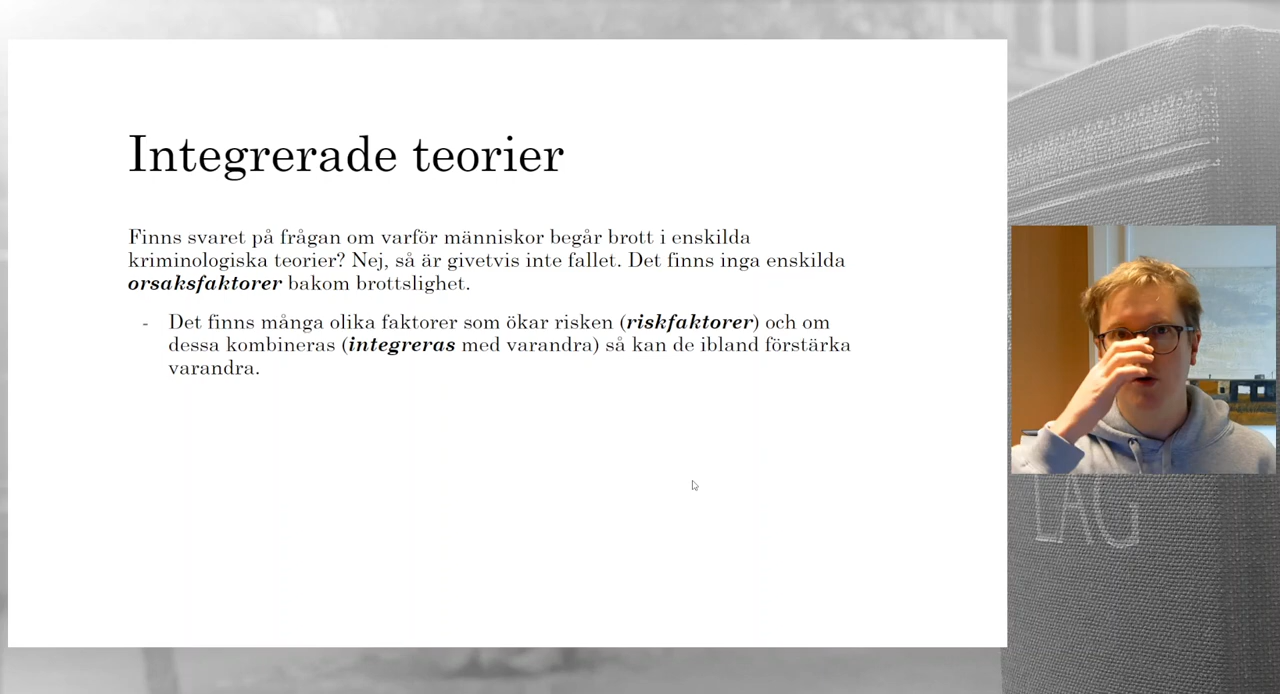 Integrerade teorier
Finns svaret på frågan om varför människor begår brott i enskilda
kriminologiska teorier? Nej, så är givetvis inte fallet. Det finns inga enskilda
orsaksfaktorer bakom brottslighet.
- Det finns många olika faktorer som ökar risken (riskfaktorer) och om
dessa kombineras (integreras med varandra) så kan de ibland förstärka
varandra.
LAG